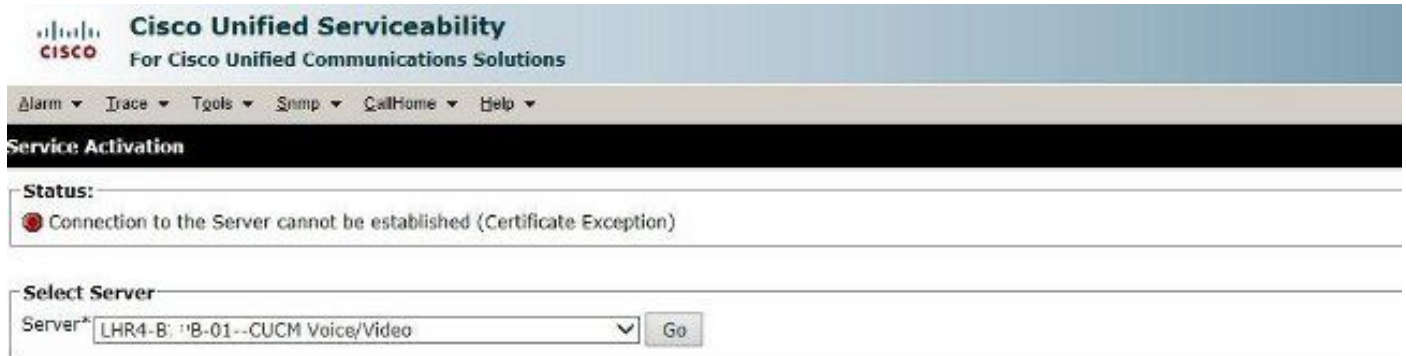 CISCO
Cisco Unified Serviceability
For Cisco Unified Communications Solutions
Alarm Trace Tools Snmp CallHome Help
Service Activation
Status:
Connection to the Server cannot be established (Certificate Exception)
Select Server
Server* --CUCM Voice/Video Go